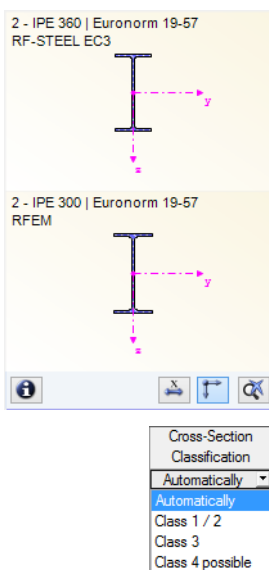 2 - IPE 360 | Euronorm 19-57
RF-STEEL EC3
y
z
2 - IPE 300 | Euronorm 19-57
RFEM
y
z
i
x
Cross-Section
Classification
Automatically
Automatically
Class 1 / 2
Class 3
Class 4 possible